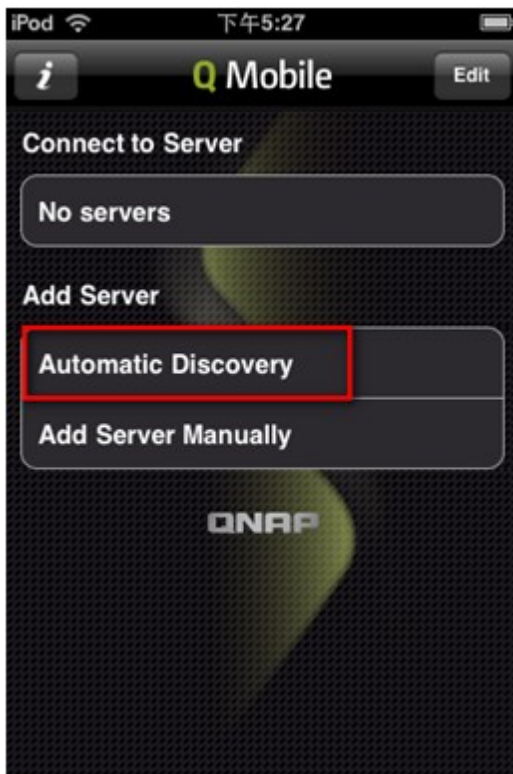 iPod 下午5:27
i Q Mobile Edit
Connect to Server
No servers
Add Server
Automatic Discovery
Add Server Manually
QNAP